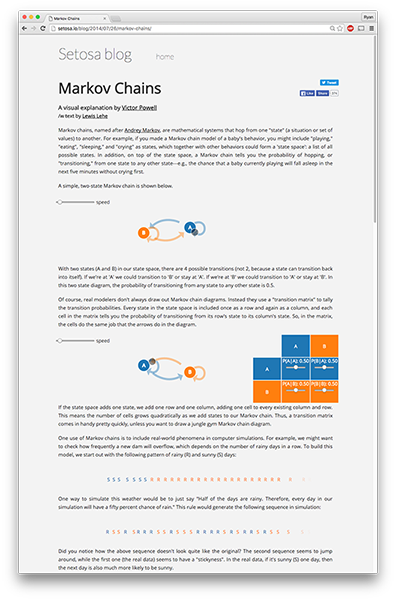 Markov Chains
Ryan
setosa.io/blog/2014/07/26/markov-chains/
Setosa blog
home
Markov Chains
Tweet
A visual explanation by Victor Powell
Like Share
/w text by Lewis Lehe
Markov chains, named after Andrey Markov, are mathematical systems that hop from one "state" (a situation or set of
values) to another. For example, if you made a Markov chain model of a baby's behavior, you might include "playing,"
"eating", "sleeping," and "crying" as states, which together with other behaviors could form a 'state space': a list of all
possible states. In addition, on top of the state space, a Markov chain tells you the probability of hopping, or
"transitioning," from one state to any other state---e.g., the chance that a baby currently playing will fall asleep in the
next five minutes without crying first.
A simple, two-state Markov chain is shown below.
speed
B
A
With two states (A and B) in our state space, there are 4 possible transitions (not 2, because a state can transition back
into itself). If we're at 'A' we could transition to 'B' or stay at 'A'. If we're at 'B' we could transition to 'A' or stay at 'B'. In
this two state diagram, the probability of transitioning from any state to any other state is 0.5.
Of course, real modelers don't always draw out Markov chain diagrams. Instead they use a "transition matrix" to tally
the transition probabilities. Every state in the state space is included once as a row and again as a column, and each
cell in the matrix tells you the probability of transitioning from its row's state to its column's state. So, in the matrix,
the cells do the same job that the arrows do in the diagram.
speed
A
B
A
B
A
P(A|A): 0.50
P(B|A): 0.50
B
P(A|B): 0.50
P(B|B): 0.50
If the state space adds one state, we add one row and one column, adding one cell to every existing column and row.
This means the number of cells grows quadratically as we add states to our Markov chain. Thus, a transition matrix
comes in handy pretty quickly, unless you want to draw a jungle gym Markov chain diagram.
One use of Markov chains is to include real-world phenomena in computer simulations. For example, we might want
to check how frequently a new dam will overflow, which depends on the number of rainy days in a row. To build this
model, we start out with the following pattern of rainy (R) and sunny (S) days:
One way to simulate this weather would be to just say "Half of the days are rainy. Therefore, every day in our
simulation will have a fifty percent chance of rain." This rule would generate the following sequence in simulation:
Did you notice how the above sequence doesn't look quite like the original? The second sequence seems to jump
around, while the first one (the real data) seems to have a "stickyness". In the real data, if it's sunny (S) one day, then
the next day is also much more likely to be sunny.